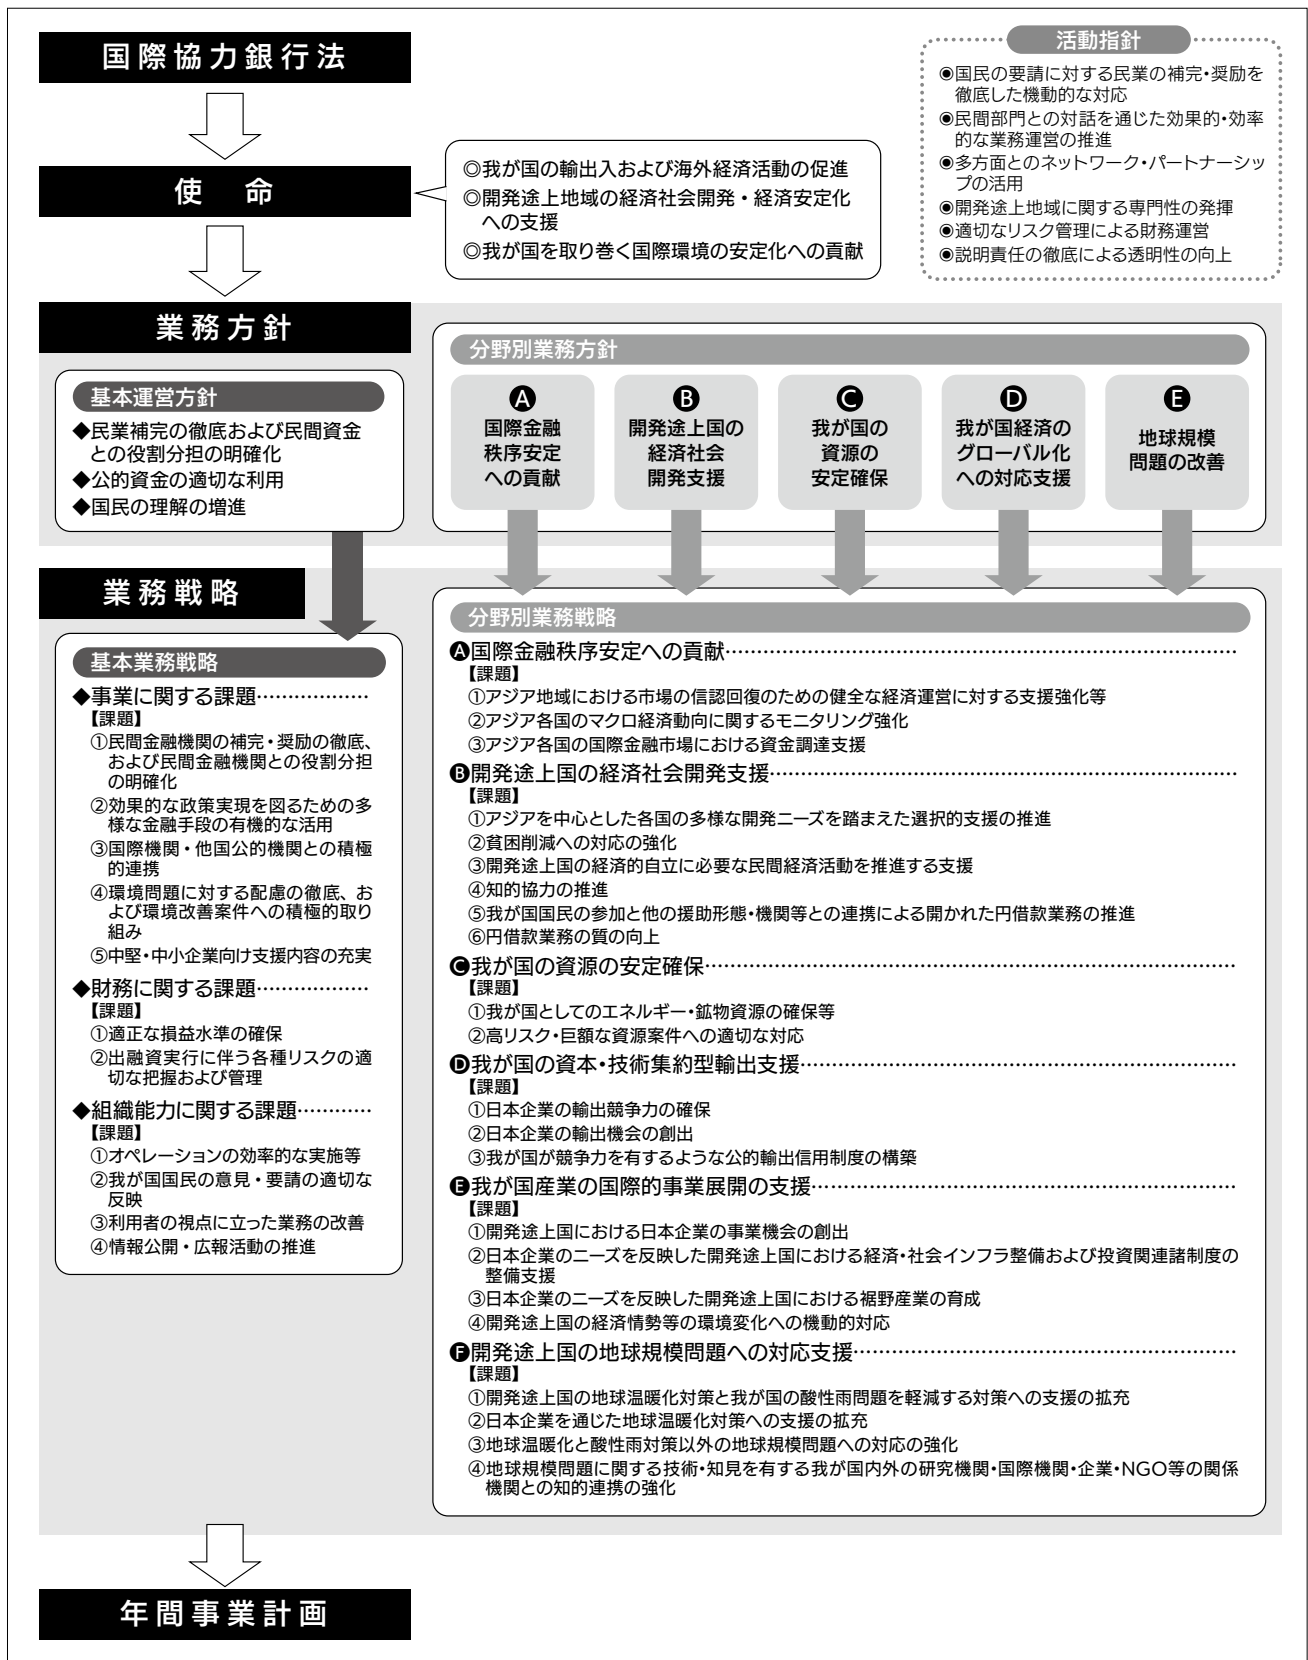 国際協力銀行法
使 命
◎我が国の輸出入および海外経済活動の促進
◎開発途上地域の経済社会開発・経済安定化
への支援
◎我が国を取り巻く国際環境の安定化への貢献
活動指針
◉国民の要請に対する民業の補完・奨励を
徹底した機動的な対応
◉民間部門との対話を通じた効果的・効率
的な業務運営の推進
◉多方面とのネットワーク・パートナーシッ
プの活用
◉開発途上地域に関する専門性の発揮
◉適切なリスク管理による財務運営
◉説明責任の徹底による透明性の向上
業務方針
基本運営方針
◆民業補完の徹底および民間資金
との役割分担の明確化
◆公的資金の適切な利用
◆国民の理解の増進
分野別業務方針
A
国際金融
秩序安定
への貢献
B
開発途上国の
経済社会
開発支援
C
我が国の
資源の
安定確保
D
我が国経済の
グローバル化
への対応支援
E
地球規模
問題の改善
業務戦略
基本業務戦略
◆事業に関する課題………………
【課題】
①民間金融機関の補完・奨励の徹底、
および民間金融機関との役割分担
の明確化
②効果的な政策実現を図るための多
様な金融手段の有機的な活用
③国際機関・他国公的機関との積極
的連携
④環境問題に対する配慮の徹底、お
よび環境改善案件への積極的取り
組み
⑤中堅・中小企業向け支援内容の充実
◆財務に関する課題………………
【課題】
①適正な損益水準の確保
②出融資実行に伴う各種リスクの適
切な把握および管理
◆組織能力に関する課題…………
【課題】
①オペレーションの効率的な実施等
②我が国国民の意見・要請の適切な
反映
③利用者の視点に立った業務の改善
④情報公開・広報活動の推進
分野別業務戦略
A国際金融秩序安定への貢献………………………………………………
【課題】
①アジア地域における市場の信認回復のための健全な経済運営に対する支援強化等
②アジア各国のマクロ経済動向に関するモニタリング強化
③アジア各国の国際金融市場における資金調達支援
B開発途上国の経済社会開発支援…………………………………………
【課題】
①アジアを中心とした各国の多様な開発ニーズを踏まえた選択的支援の推進
②貧困削減への対応の強化
③開発途上国の経済的自立に必要な民間経済活動を推進する支援
④知的協力の推進
⑤我が国国民の参加と他の援助形態・機関等との連携による開かれた円借款業務の推進
⑥円借款業務の質の向上
C我が国の資源の安定確保…………………………………………………
【課題】
①我が国としてのエネルギー・鉱物資源の確保等
②高リスク・巨額な資源案件への適切な対応
D我が国の資本・技術集約型輸出支援………………………………………
【課題】
①日本企業の輸出競争力の確保
②日本企業の輸出機会の創出
③我が国が競争力を有するような公的輸出信用制度の構築
E我が国産業の国際的事業展開の支援………………………………………
【課題】
①開発途上国における日本企業の事業機会の創出
②日本企業のニーズを反映した開発途上国における経済・社会インフラ整備および投資関連諸制度の
整備支援
③日本企業のニーズを反映した開発途上国における裾野産業の育成
④開発途上国の経済情勢等の環境変化への機動的対応
F開発途上国の地球規模問題への対応支援…………………………………
【課題】
①開発途上国の地球温暖化対策と我が国の酸性雨問題を軽減する対策への支援の拡充
②日本企業を通じた地球温暖化対策への支援の拡充
③地球温暖化と酸性雨対策以外の地球規模問題への対応の強化
④地球規模問題に関する技術・知見を有する我が国内外の研究機関・国際機関・企業・NGO等の関係
機関との知的連携の強化
年間事業計画